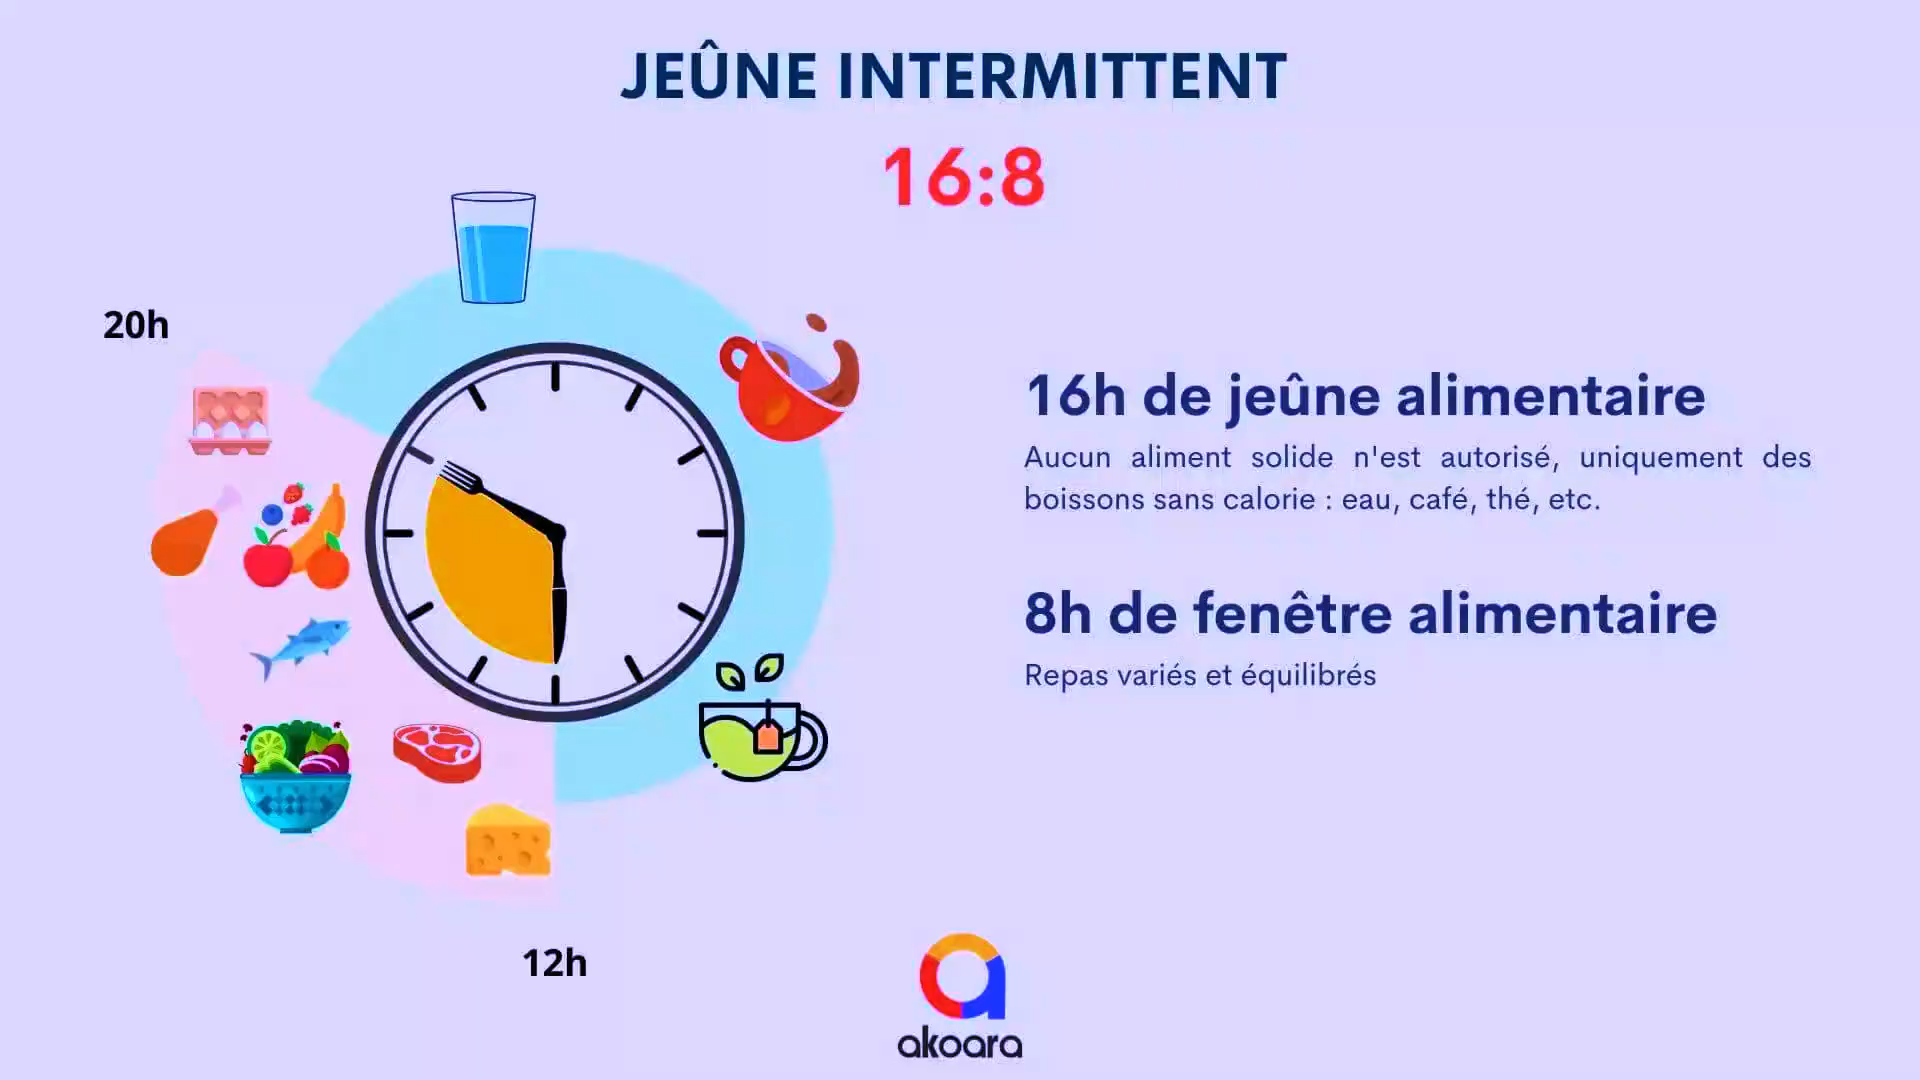 JEÛNE INTERMITTENT
16:8
20h
16h de jeûne alimentaire
Aucun aliment solide n'est autorisé, uniquement des
boissons sans calorie : eau, café, thé, etc.
8h de fenêtre alimentaire
Repas variés et équilibrés
12h
akoara